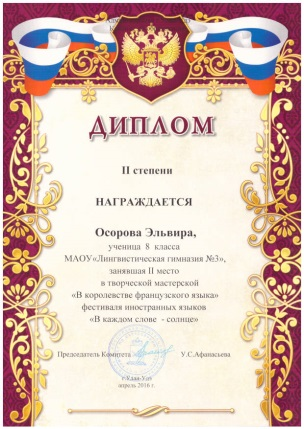 ДИПЛОМ
II степени
НАГРАЖДАЕТСЯ
Осорова Эльвира,
ученица 8 класса
МАОУ«Лингвистическая гимназия №3»,
занявшая II место
в творческой мастерской
«В королевстве французского языка»
фестиваля иностранных языков
«В каждом слове - солнце»
Председатель Комитета У.С.Афанасьева
г.Улан-Удэ
апрель 2016 г.